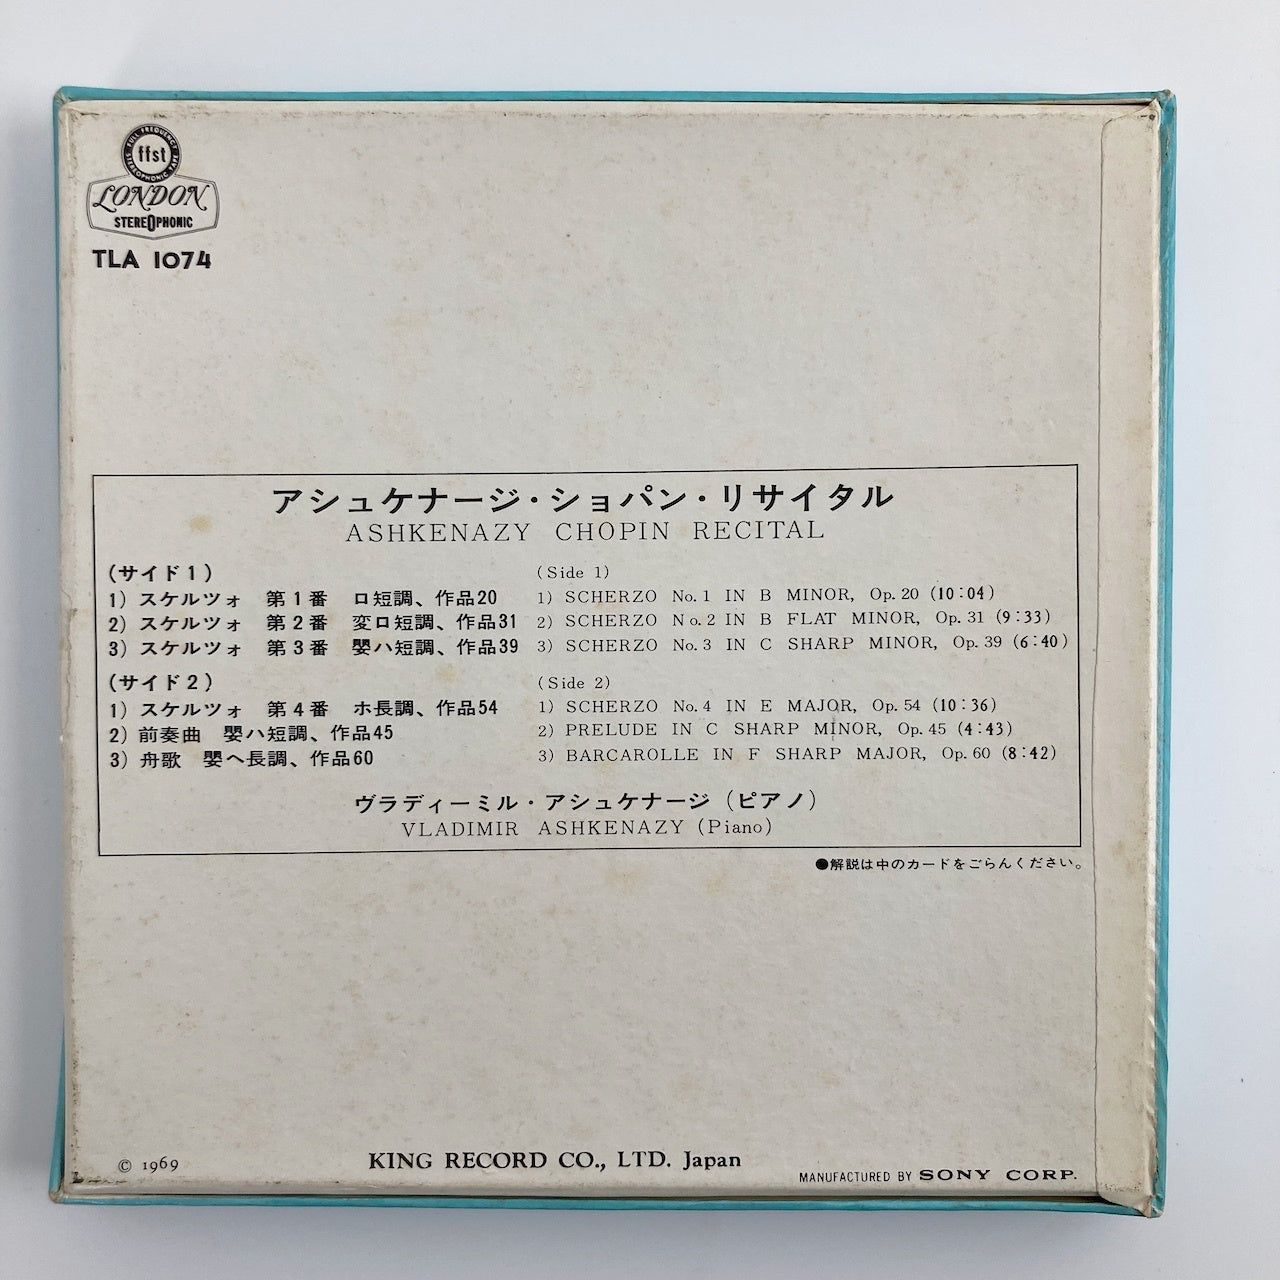 FULL FREQUENCY
ffst
STEREOPHONIC TAPE
LONDON
STEREOPHONIC
TLA 1074
アシュケナージ・ショパン・リサイタル
ASHKENAZY CHOPIN RECITAL
(サイド1)
1) スケルツォ 第1番 ロ短調、作品20
2) スケルツォ 第2番 変ロ短調、作品31
3) スケルツォ 第3番 嬰ハ短調、作品39
(サイド2)
1) スケルツォ 第4番 ホ長調、作品54
2) 前奏曲 嬰ハ短調、作品45
3) 舟歌 嬰ヘ長調、作品60
(Side 1)
1) SCHERZO No.1 IN B MINOR, Op.20 (10:04)
2) SCHERZO No.2 IN B FLAT MINOR, Op.31 (9:33)
3) SCHERZO No.3 IN C SHARP MINOR, Op.39 (6:40)
(Side 2)
1) SCHERZO No.4 IN E MAJOR, Op.54 (10:36)
2) PRELUDE IN C SHARP MINOR, Op.45 (4:43)
3) BARCAROLLE IN F SHARP MAJOR, Op.60 (8:42)
ヴラディーミル・アシュケナージ(ピアノ)
VLADIMIR ASHKENAZY (Piano)
●解説は中のカードをごらんください。
© 1969
KING RECORD CO., LTD. Japan
MANUFACTURED BY SONY CORP.